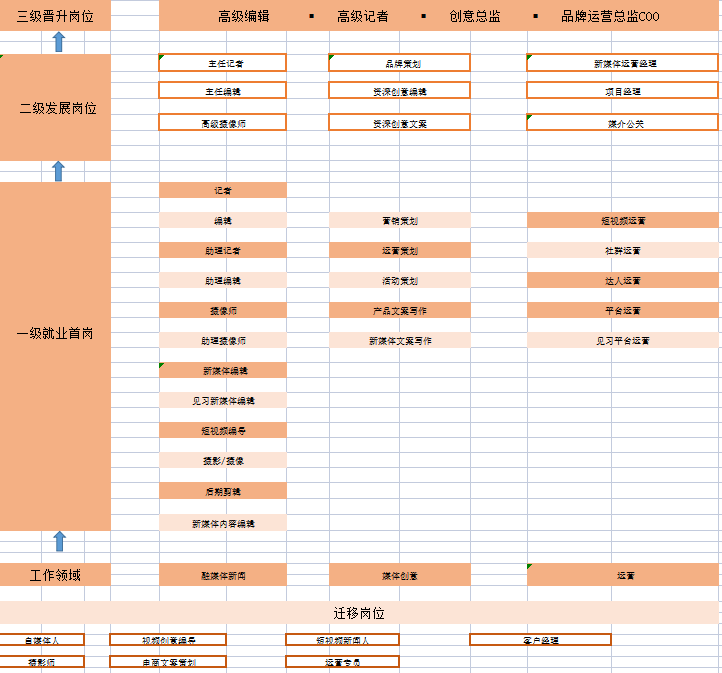 三级晋升岗位 高级编辑 ▪ 高级记者 ▪ 创意总监 ▪ 品牌运营总监COO
主任记者 品牌策划 新媒体运营经理
主任编辑 资深创意编辑 项目经理
二级发展岗位
高级摄像师 资深创意文案 媒介公关
记者
编辑 营销策划 短视频运营
助理记者 运营策划 社群运营
助理编辑 活动策划 达人运营
摄像师 产品文案写作 平台运营
一级就业首岗
助理摄像师 新媒体文案写作 见习平台运营
新媒体编辑
见习新媒体编辑
短视频编导
摄影/摄像
后期剪辑
新媒体内容编辑
工作领域 融媒体新闻 媒体创意 运营
迁移岗位
自媒体人 视频创意编导 短视频新闻人 客户经理
摄影师 电商文案策划 运营专员